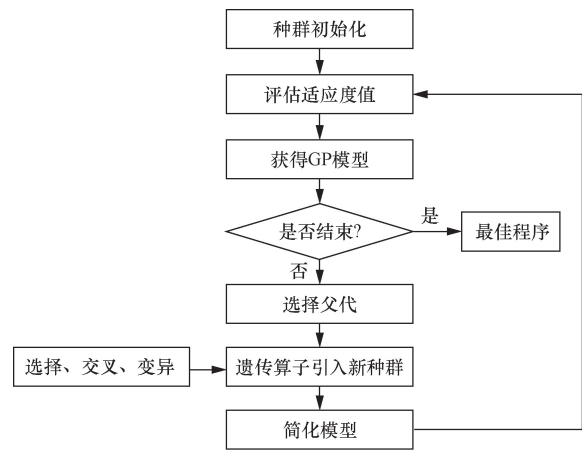 种群初始化
评估适应度值
获得GP模型
是否结束?
是
最佳程序
否
选择父代
选择、交叉、变异
遗传算子引入新种群
简化模型